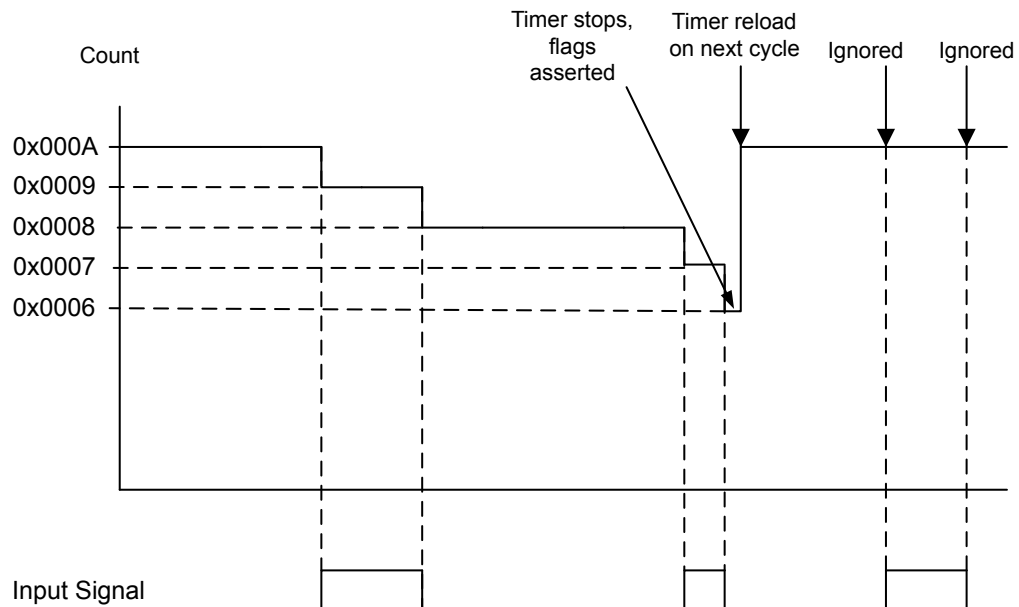 Timer stops,
flags
asserted
Timer reload
on next cycle
Ignored
Ignored
Count
0x000A
0x0009
0x0008
0x0007
0x0006
Input Signal